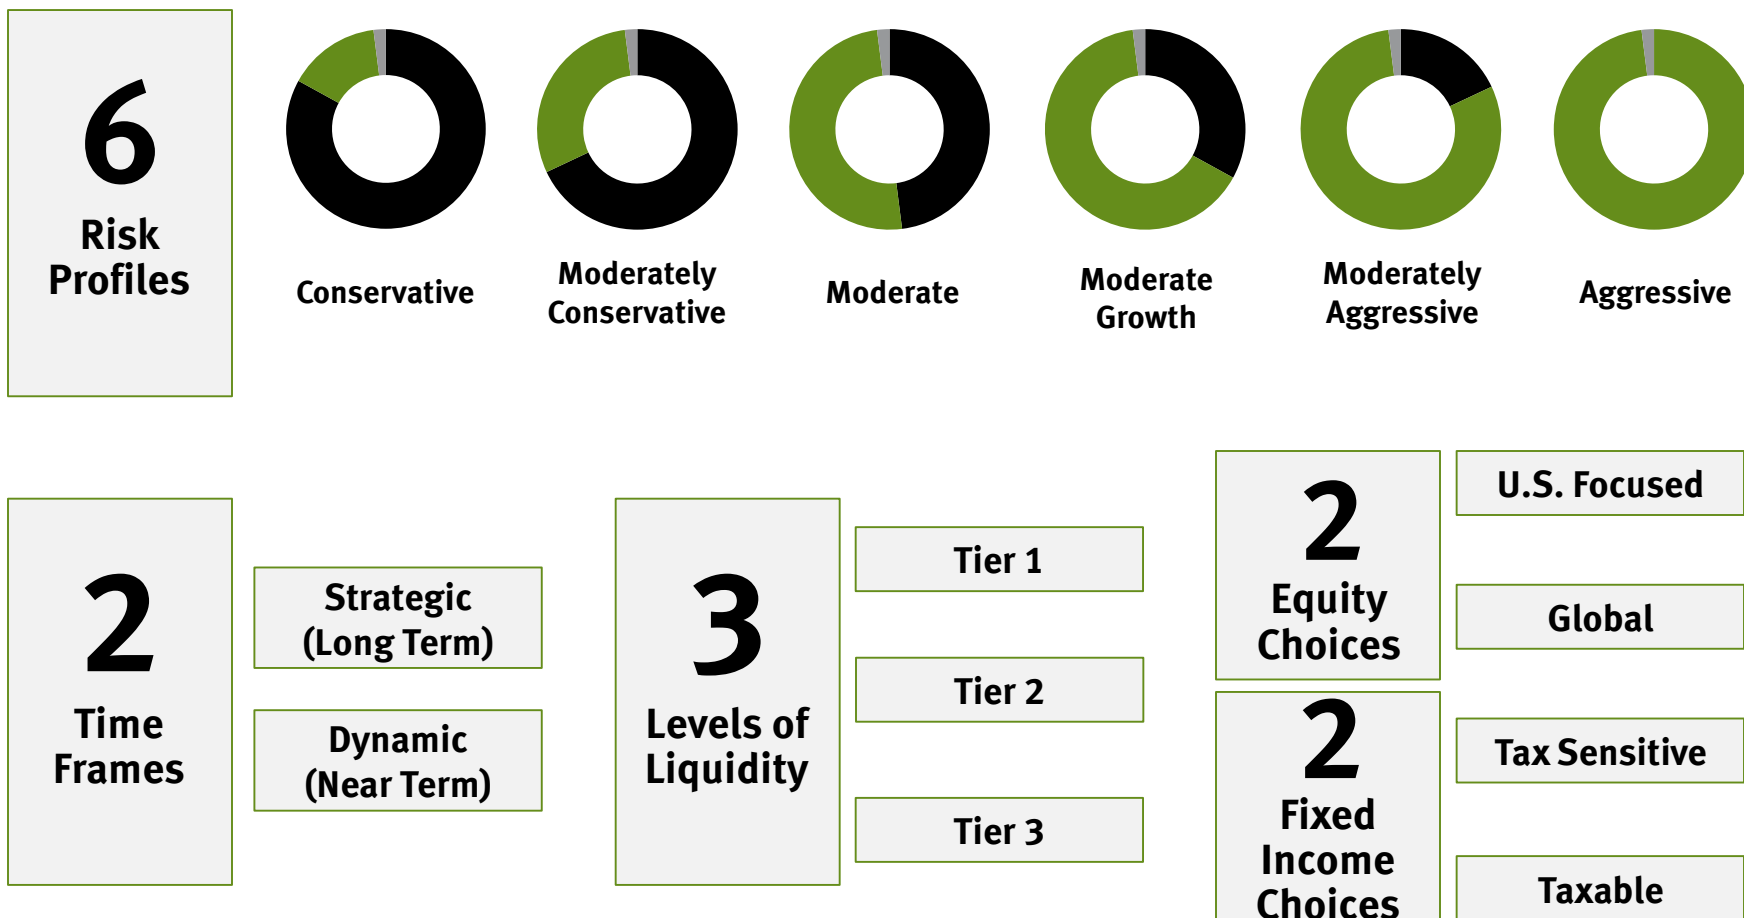 6
Risk
Profiles
Conservative
Moderately
Conservative
Moderate
Moderate
Growth
Moderately
Aggressive
Aggressive
2
Time
Frames
Strategic
(Long Term)
Dynamic
(Near Term)
3
Levels of
Liquidity
Tier 1
Tier 2
Tier 3
2
Equity
Choices
U.S. Focused
Global
2
Fixed
Income
Choices
Tax Sensitive
Taxable